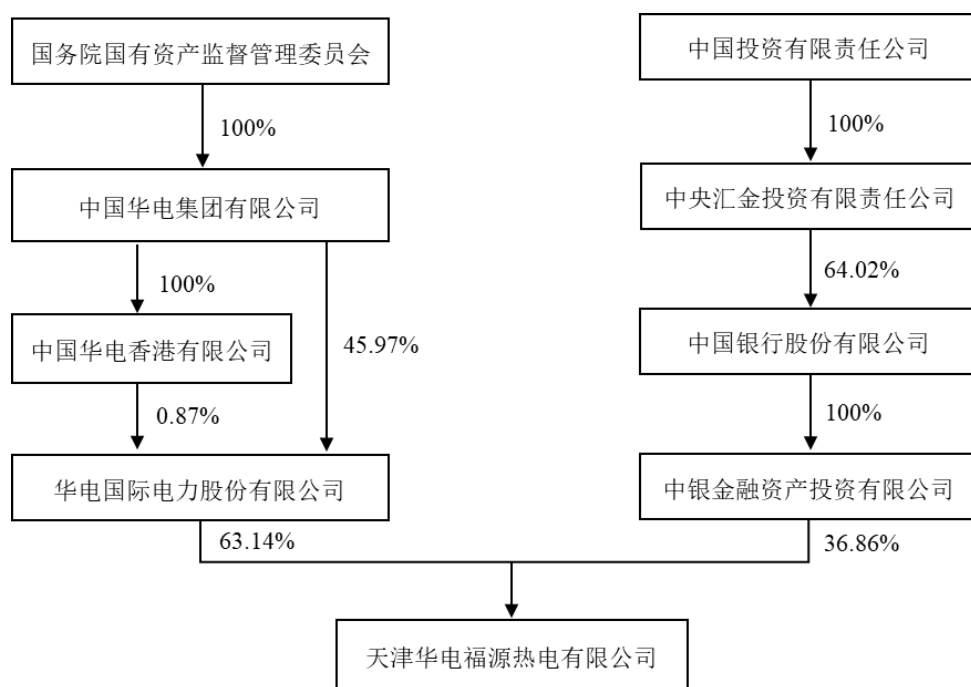 国务院国有资产监督管理委员会
中国投资有限责任公司
100%
100%
中国华电集团有限公司
中央汇金投资有限责任公司
100%
64.02%
中国华电香港有限公司
45.97%
中国银行股份有限公司
0.87%
100%
华电国际电力股份有限公司
中银金融资产投资有限公司
63.14%
36.86%
天津华电福源热电有限公司